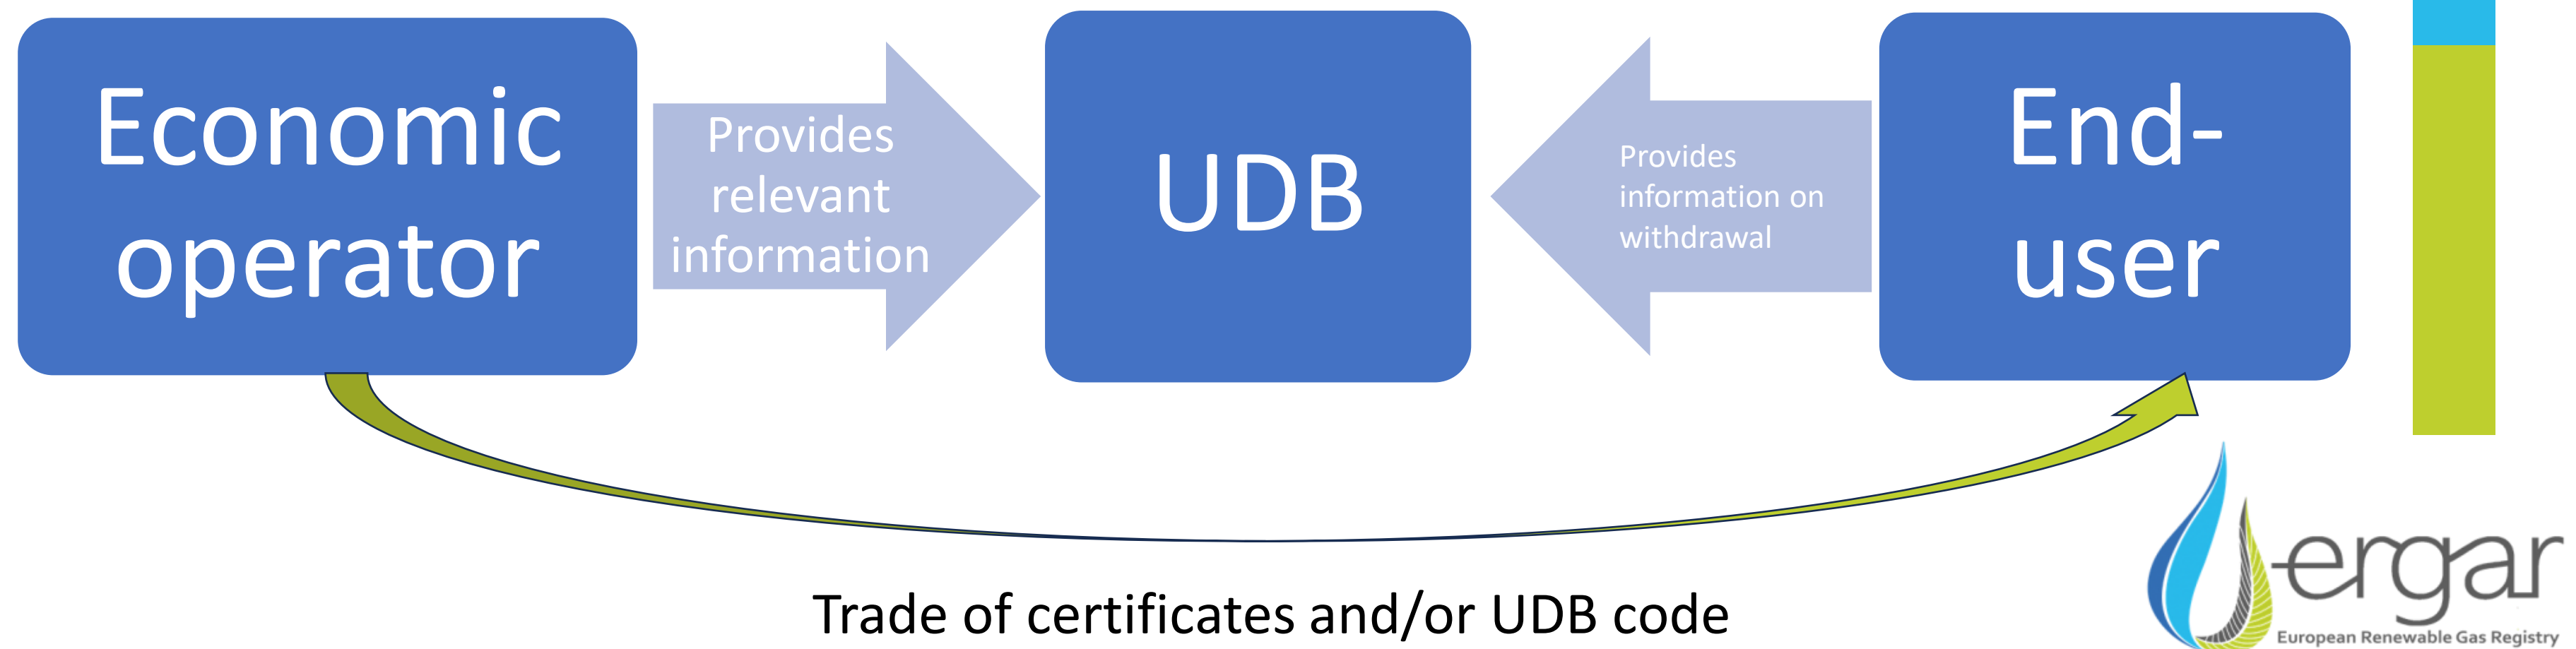 Economic
operator
Provides
relevant
information
UDB
Provides
information on
withdrawal
End-
user
Trade of certificates and/or UDB code
ergar
European Renewable Gas Registry